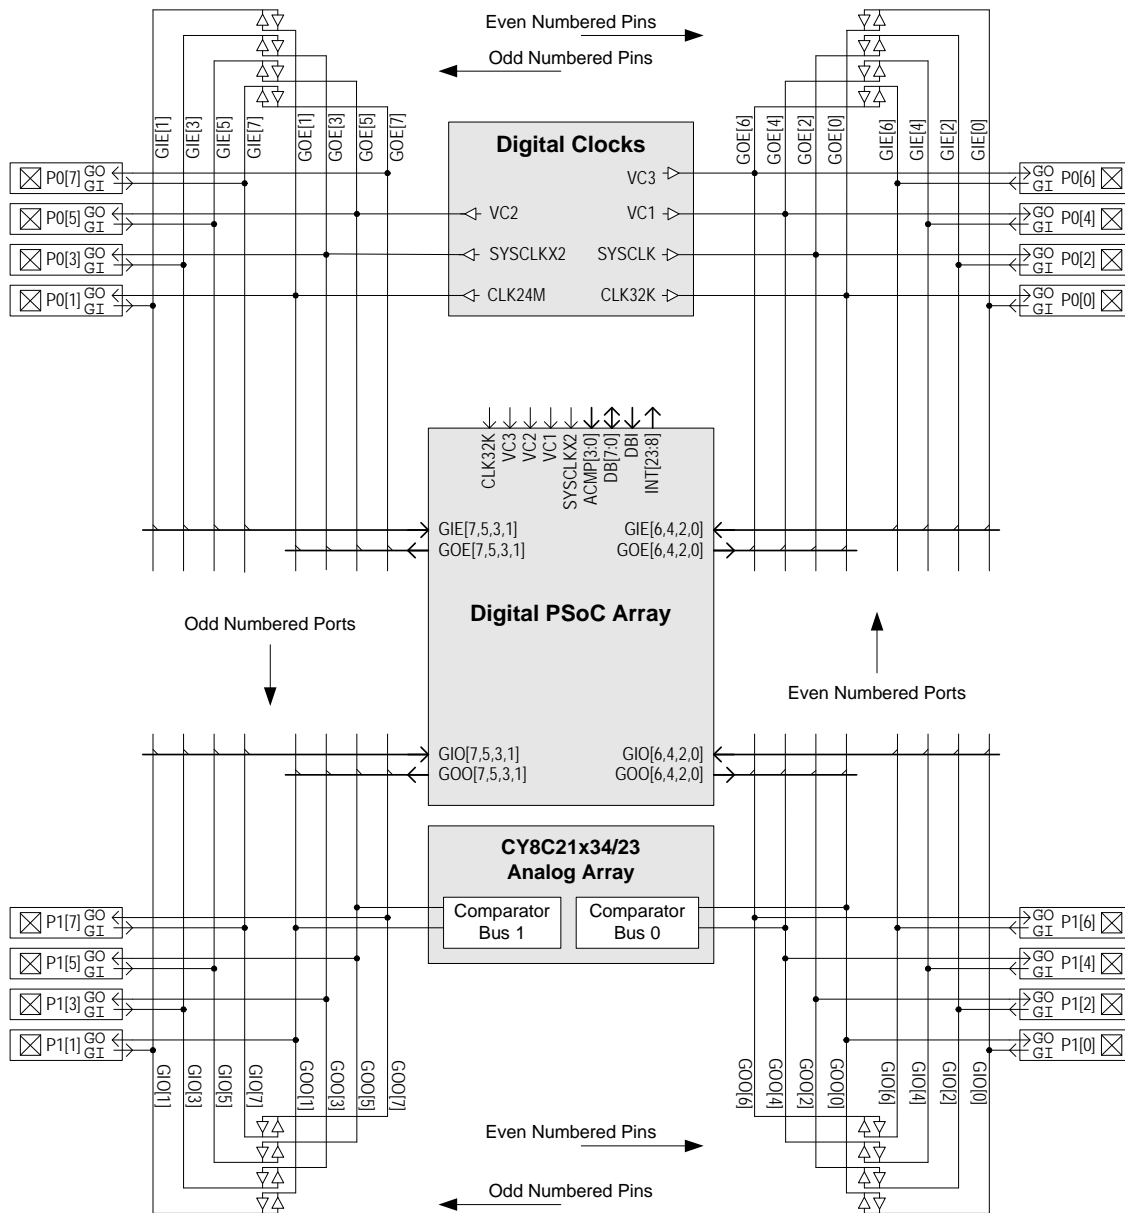 Even Numbered Pins
Odd Numbered Pins
GIE[1]
GIE[3]
GIE[5]
GIE[7]
GOE[1]
GOE[3]
GOE[5]
GOE[7]
GOE[6]
GOE[4]
GOE[2]
GOE[0]
GIE[6]
GIE[4]
GIE[2]
GIE[0]
P0[7] GO GI
P0[5] GO GI
P0[3] GO GI
P0[1] GO GI
Digital Clocks
VC3
VC2 VC1
SYSCLKX2 SYSCLK
CLK24M CLK32K
GO GI P0[6]
GO GI P0[4]
GO GI P0[2]
GO GI P0[0]
CLK32K
VC3
VC2
VC1
SYSCLKX2
ACMP[3:0]
DB[7:0]
DBI
INT[23:8]
GIE[7,5,3,1] GIE[6,4,2,0]
GOE[7,5,3,1] GOE[6,4,2,0]
Digital PSoC Array
Odd Numbered Ports
Even Numbered Ports
GIO[7,5,3,1] GIO[6,4,2,0]
GOO[7,5,3,1] GOO[6,4,2,0]
CY8C21x34/23
Analog Array
Comparator
Bus 1
Comparator
Bus 0
P1[7] GO GI
P1[5] GO GI
P1[3] GO GI
P1[1] GO GI
GO GI P1[6]
GO GI P1[4]
GO GI P1[2]
GO GI P1[0]
GIO[1]
GIO[3]
GIO[5]
GIO[7]
GOO[1]
GOO[3]
GOO[5]
GOO[7]
GOO[6]
GOO[4]
GOO[2]
GOO[0]
GIO[6]
GIO[4]
GIO[2]
GIO[0]
Even Numbered Pins
Odd Numbered Pins